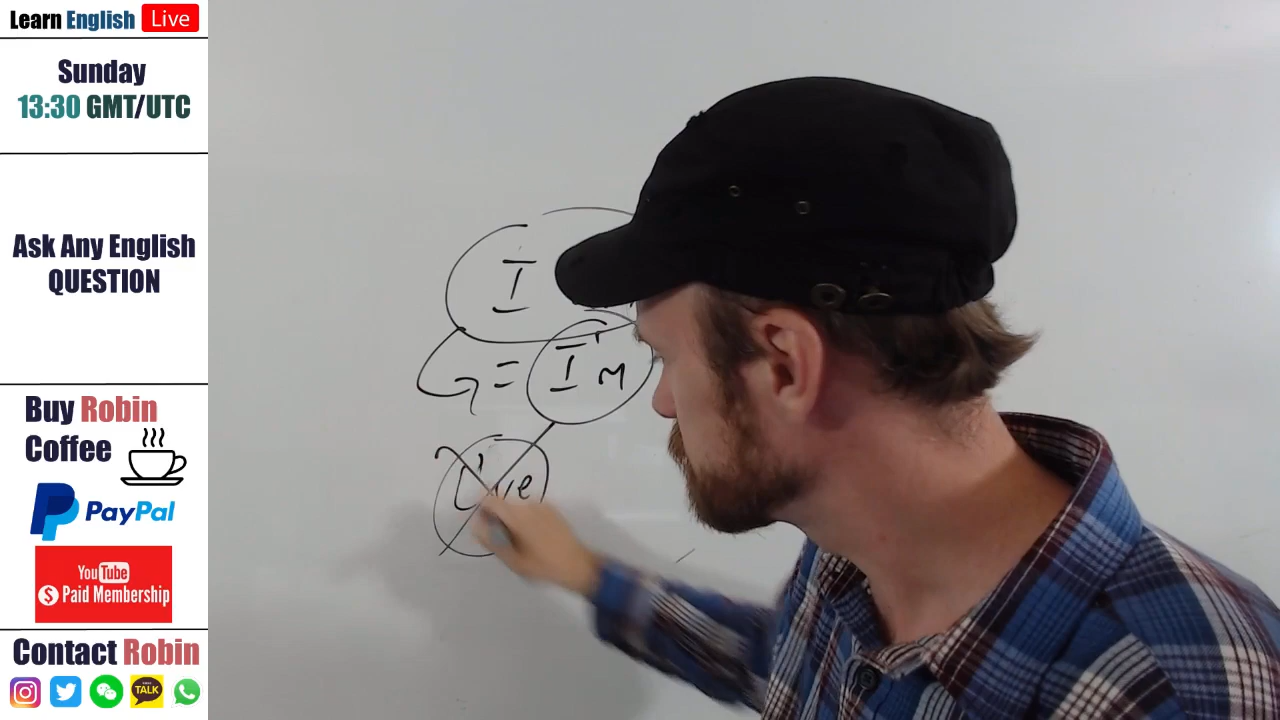 Learn English Live
Sunday
13:30 GMT/UTC
Ask Any English
QUESTION
Buy Robin
Coffee
PayPal
YouTube
$ Paid Membership
Contact Robin
TALK
I
= I'm